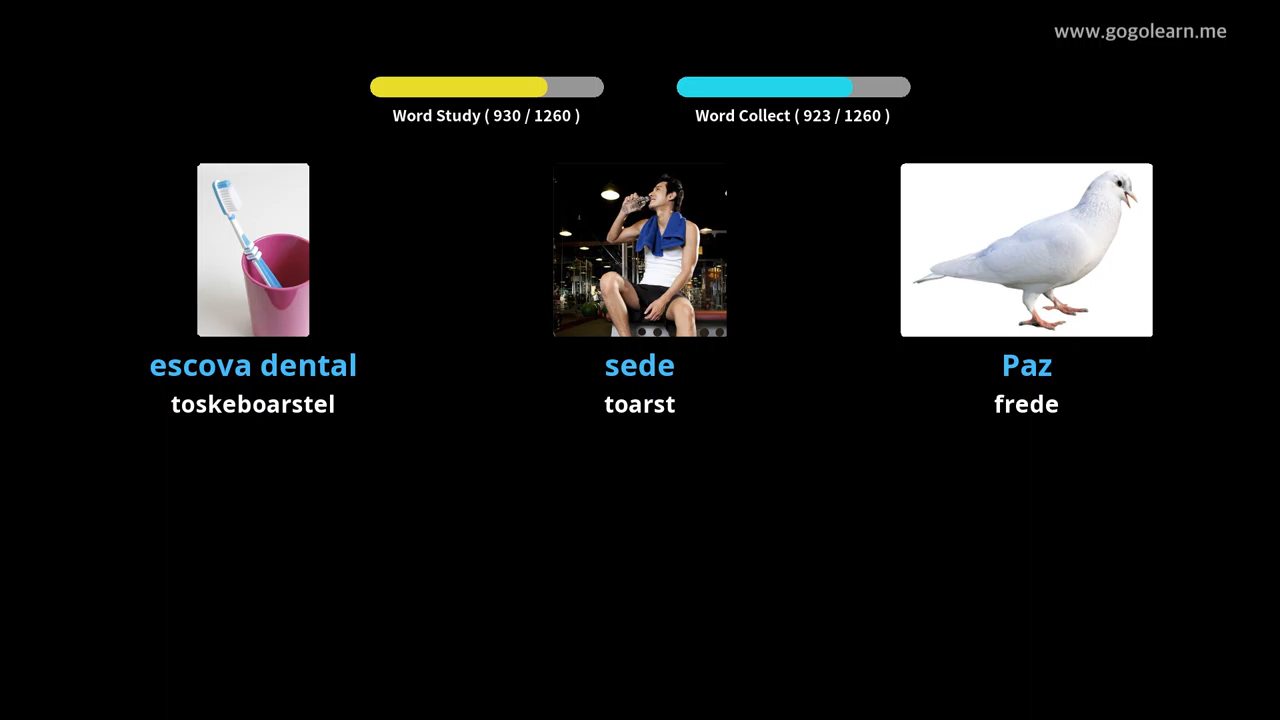 www.gogolearn.me
Word Study ( 930 / 1260 )
Word Collect ( 923 / 1260 )
escova dental
toskeboarstel
sede
toarst
Paz
frede